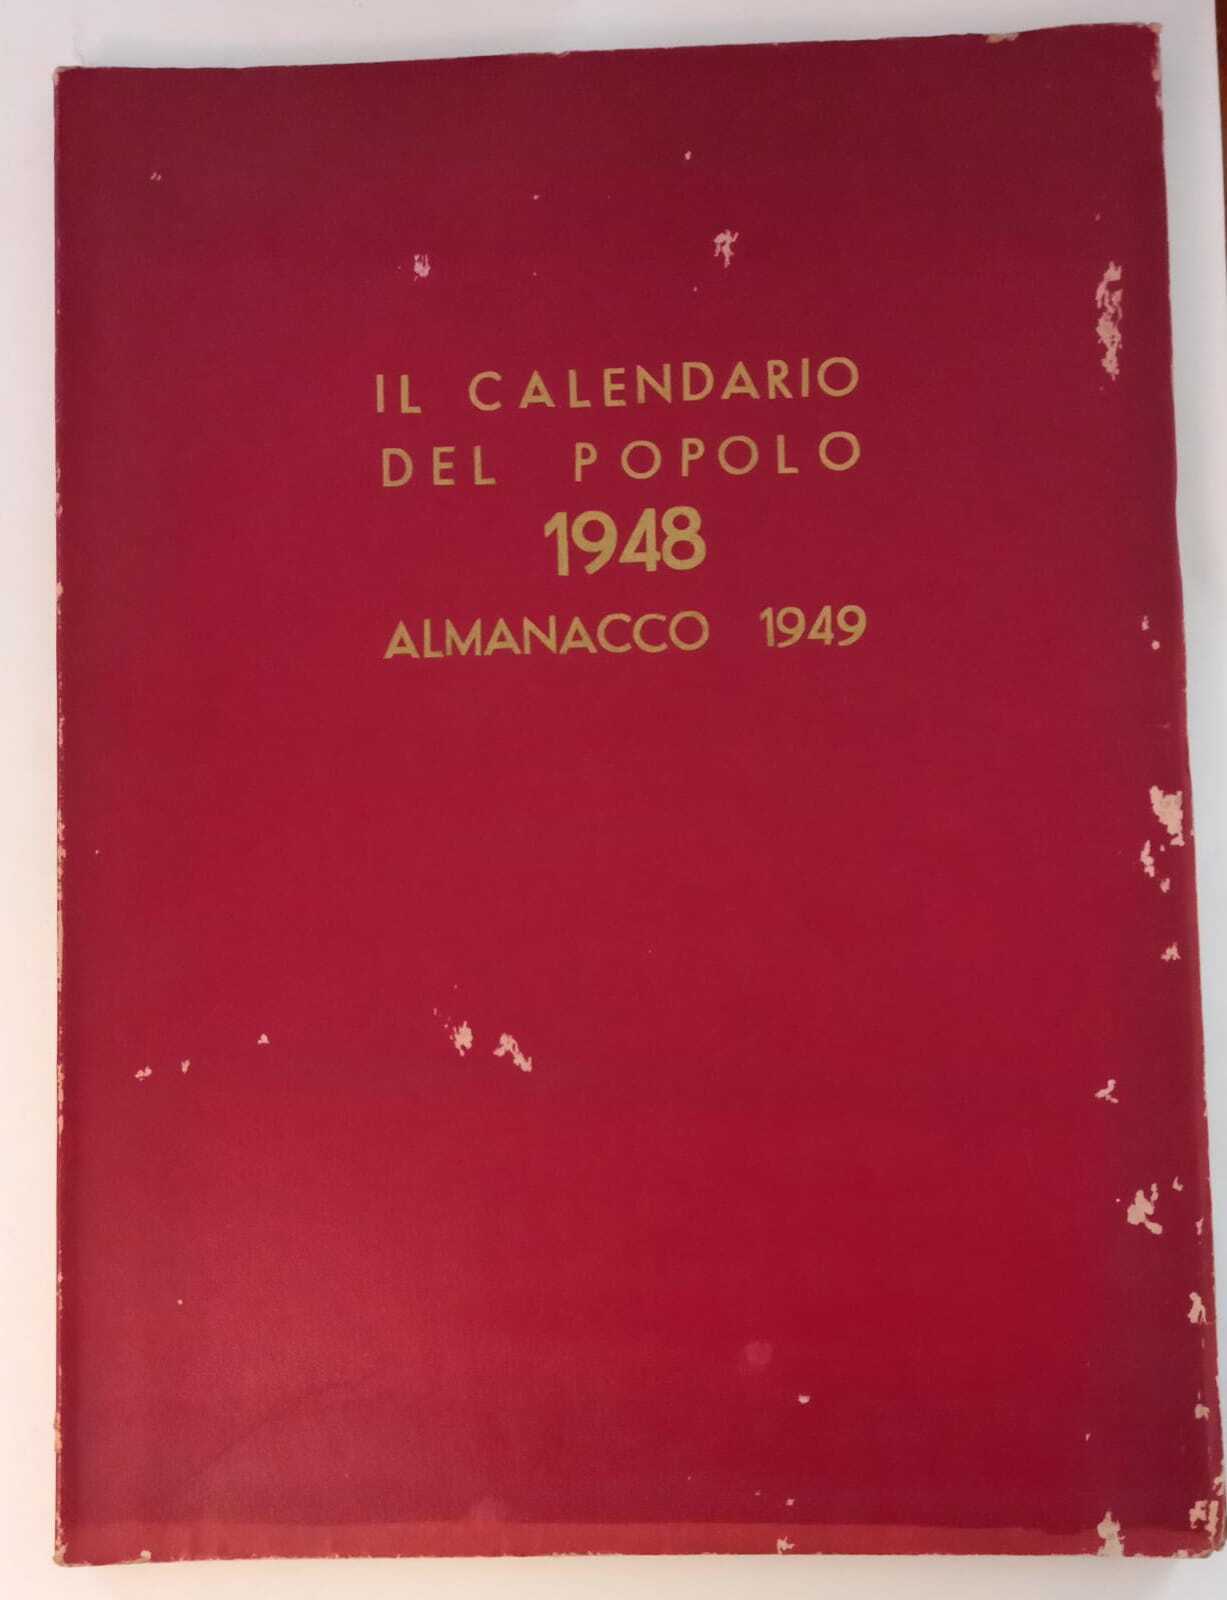 IL CALENDARIO
DEL POPOLO
1948
ALMANACCO 1949